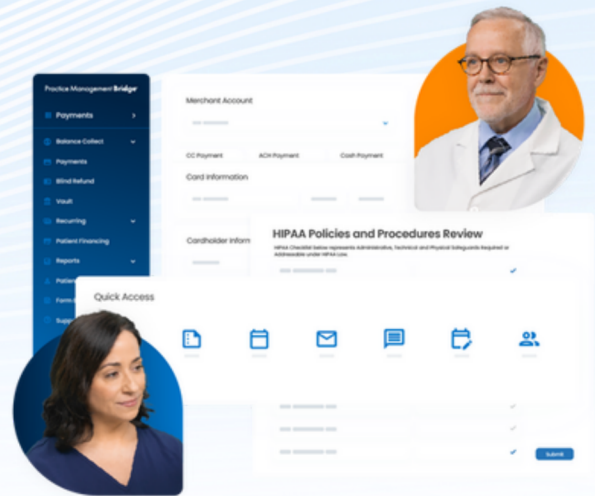 Practice Management Bridge
Payments
Balance Collect
Payments
Blind Refund
Vault
Recurring
Patient Financing
Reports
Merchant Account
CC Payment
ACH Payment
Cash Payment
Card Information
Cardholder Inform
HIPAA Policies and Procedures Review
HIPAA Checklist below represents Administrative, Technical and Physical Safeguards Required or
Addressable under HIPAA Law.
Quick Access
Submit